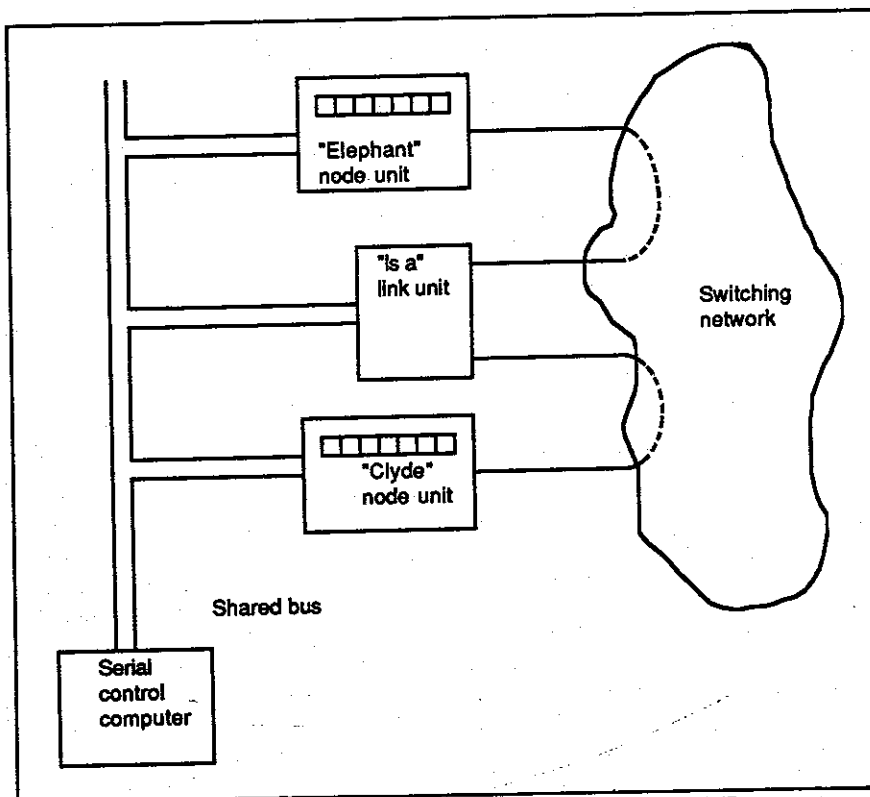 "Elephant"
node unit
"Is a"
link unit
Switching
network
"Clyde"
node unit
Shared bus
Serial
control
computer